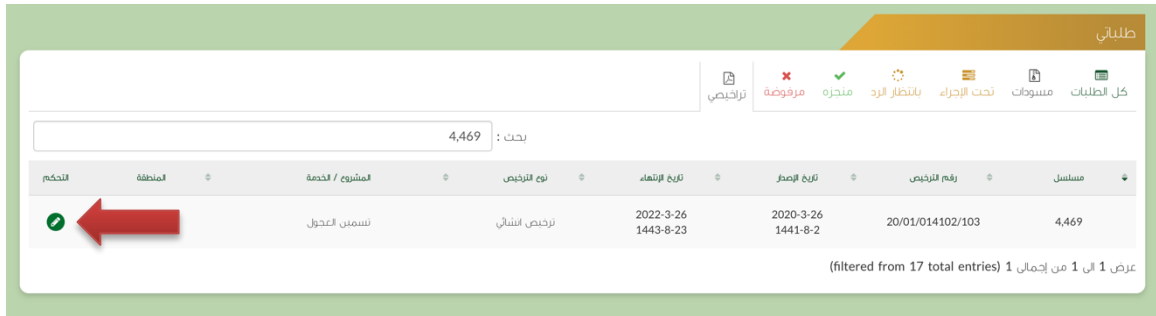 طلباتي
كل الطلبات
مسودات
تحت الإجراء
بانتظار الرد
منجزه
مرفوضة
تراخيصي
بحث : 4,469
مسلسل
رقم الترخيص
تاريخ الإصدار
تاريخ الإنتهاء
نوع الترخيص
المشروع / الخدمة
المنطقة
التحكم
4,469
20/01/014102/103
2020-3-26
1441-8-2
2022-3-26
1443-8-23
ترخيص انشائي
تسمين العجول
عرض 1 الى 1 من إجمالى 1 (filtered from 17 total entries)